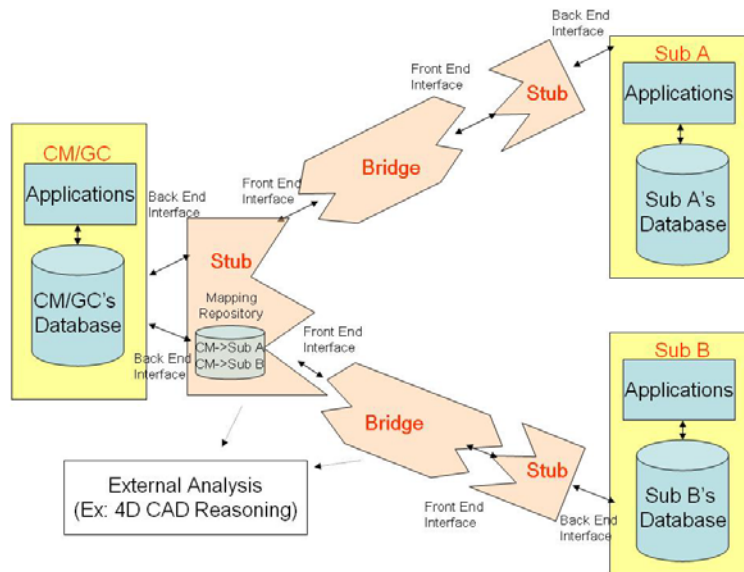 Back End
Interface
Sub A
Applications
Sub A's
Database
Front End
Interface
Stub
Bridge
CM/GC
Applications
CM/GC's
Database
Back End
Interface
Front End
Interface
Stub
Mapping
Repository
CM->Sub A
CM->Sub B
Back End
Interface
Front End
Interface
Bridge
Stub
Front End
Interface
Back End
Interface
Sub B
Applications
Sub B's
Database
External Analysis
(Ex: 4D CAD Reasoning)